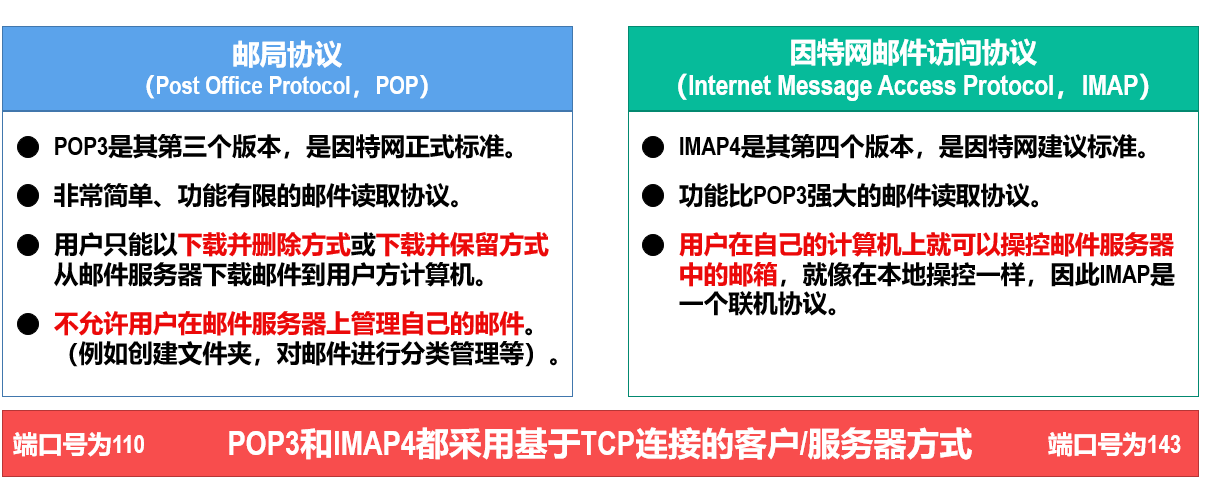 邮局协议
（Post Office Protocol，POP）
● POP3是其第三个版本，是因特网正式标准。
● 非常简单、功能有限的邮件读取协议。
● 用户只能以下载并删除方式或下载并保留方式
从邮件服务器下载邮件到用户方计算机。
● 不允许用户在邮件服务器上管理自己的邮件。
（例如创建文件夹，对邮件进行分类管理等）。
因特网邮件访问协议
（Internet Message Access Protocol，IMAP）
● IMAP4是其第四个版本，是因特网建议标准。
● 功能比POP3强大的邮件读取协议。
● 用户在自己的计算机上就可以操控邮件服务器
中的邮箱，就像在本地操控一样，因此IMAP是
一个联机协议。
端口号为110 POP3和IMAP4都采用基于TCP连接的客户/服务器方式 端口号为143